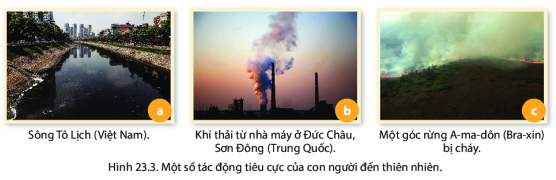 a
b
c
Sông Tô Lịch (Việt Nam).
Khí thải từ nhà máy ở Đức Châu,
Sơn Đông (Trung Quốc).
Một góc rừng A-ma-dôn (Bra-xin)
bị cháy.
Hình 23.3. Một số tác động tiêu cực của con người đến thiên nhiên.